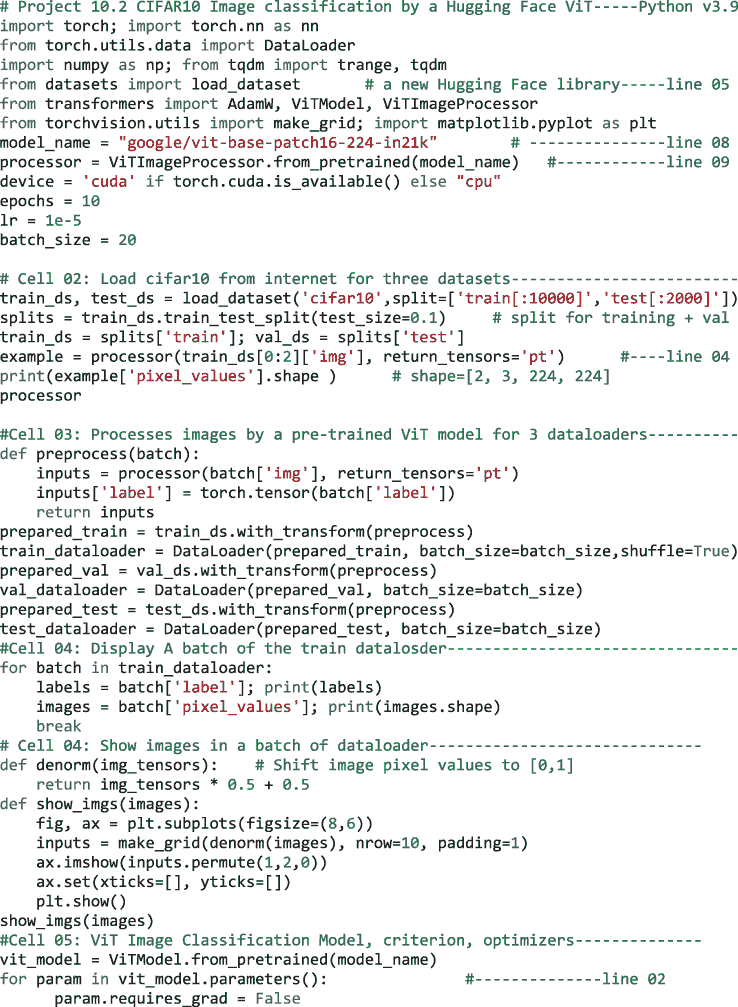 # Project 10.2 CIFAR10 Image classification by a Hugging Face ViT-----Python v3.9
import torch; import torch.nn as nn
from torch.utils.data import DataLoader
import numpy as np; from tqdm import trange, tqdm
from datasets import load_dataset       # a new Hugging Face library-----line 05
from transformers import AdamW, ViTModel, ViTImageProcessor
from torchvision.utils import make_grid; import matplotlib.pyplot as plt
model_name = "google/vit-base-patch16-224-in21k"        # ---------------line 08
processor = ViTImageProcessor.from_pretrained(model_name)   #------------line 09
device = 'cuda' if torch.cuda.is_available() else "cpu"
epochs = 10
lr = 1e-5
batch_size = 20

# Cell 02: Load cifar10 from internet for three datasets-------------------------
train_ds, test_ds = load_dataset('cifar10',split=['train[:10000]','test[:2000]'])
splits = train_ds.train_test_split(test_size=0.1)     # split for training + val
train_ds = splits['train']; val_ds = splits['test']
example = processor(train_ds[0:2]['img'], return_tensors='pt')      #----line 04
print(example['pixel_values'].shape )      # shape=[2, 3, 224, 224]
processor

#Cell 03: Processes images by a pre-trained ViT model for 3 dataloaders----------
def preprocess(batch):
    inputs = processor(batch['img'], return_tensors='pt')
    inputs['label'] = torch.tensor(batch['label'])
    return inputs
prepared_train = train_ds.with_transform(preprocess)
train_dataloader = DataLoader(prepared_train, batch_size=batch_size,shuffle=True)
prepared_val = val_ds.with_transform(preprocess)
val_dataloader = DataLoader(prepared_val, batch_size=batch_size)
prepared_test = test_ds.with_transform(preprocess)
test_dataloader = DataLoader(prepared_test, batch_size=batch_size)
#Cell 04: Display A batch of the train datalosder--------------------------------
for batch in train_dataloader:
    labels = batch['label']; print(labels)
    images = batch['pixel_values']; print(images.shape)
    break
# Cell 04: Show images in a batch of dataloader------------------------------
def denorm(img_tensors):    # Shift image pixel values to [0,1]
    return img_tensors * 0.5 + 0.5
def show_imgs(images):
    fig, ax = plt.subplots(figsize=(8,6))
    inputs = make_grid(denorm(images), nrow=10, padding=1)
    ax.imshow(inputs.permute(1,2,0))
    ax.set(xticks=[], yticks=[])
    plt.show()
show_imgs(images)
#Cell 05: ViT Image Classification Model, criterion, optimizers--------------
vit_model = ViTModel.from_pretrained(model_name)
for param in vit_model.parameters():               #--------------line 02
      param.requires_grad = False